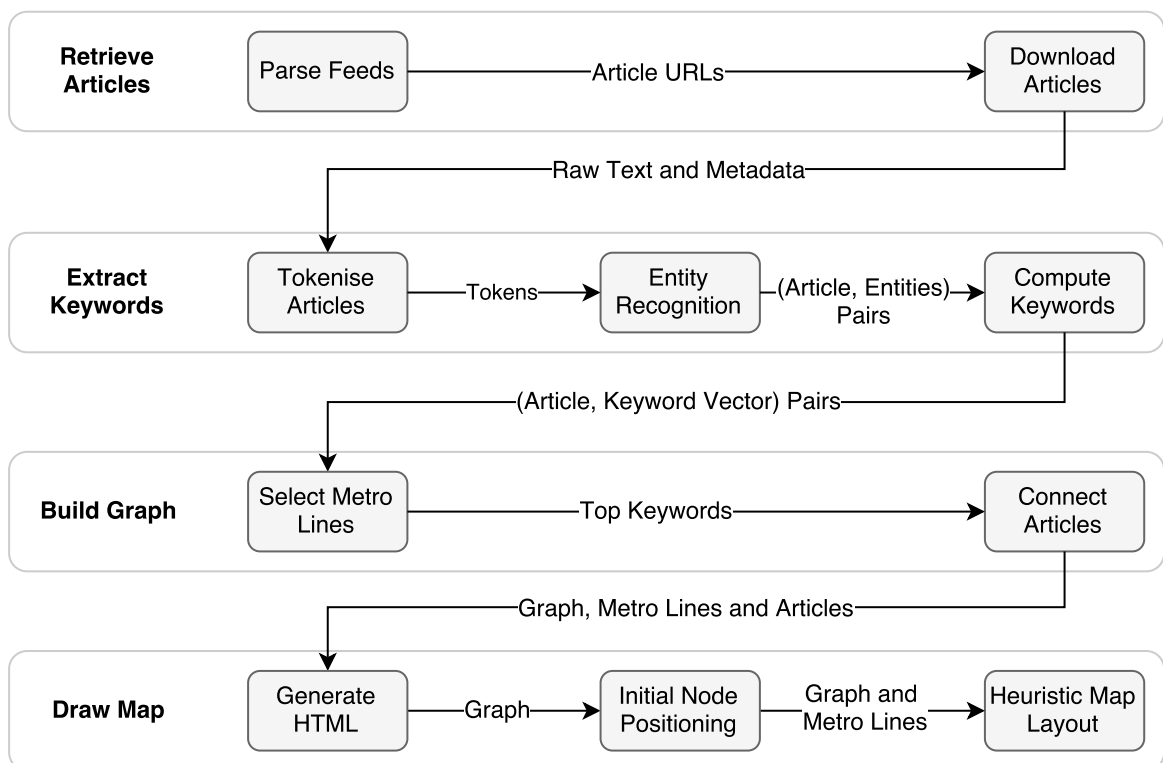 Retrieve
Articles
Parse Feeds
Article URLs
Download
Articles
Raw Text and Metadata
Extract
Keywords
Tokenise
Articles
Tokens
Entity
Recognition
(Article, Entities)
Pairs
Compute
Keywords
(Article, Keyword Vector) Pairs
Build Graph
Select Metro
Lines
Top Keywords
Connect
Articles
Graph, Metro Lines and Articles
Draw Map
Generate
HTML
Graph
Initial Node
Positioning
Graph and
Metro Lines
Heuristic Map
Layout